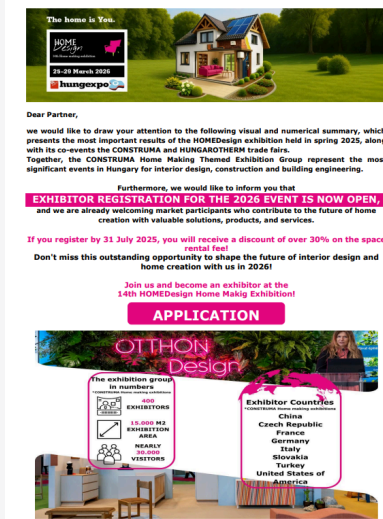 The home is You.
HOME
Design
14th Home making exhibition
25-29 March 2026
hungexpo
Dear Partner,
we would like to draw your attention to the following visual and numerical summary, which
presents the most important results of the HOMEDesign exhibition held in spring 2025, along
with its co-events the CONSTRUMA and HUNGAROTHERM trade fairs.
Together, the CONSTRUMA Home Making Themed Exhibition Group represent the mos
significant events in Hungary for interior design, construction and building engineering.
Furthermore, we would like to inform you that
EXHIBITOR REGISTRATION FOR THE 2026 EVENT IS NOW OPEN,
and we are already welcoming market participants who contribute to the future of home
creation with valuable solutions, products, and services.
If you register by 31 July 2025, you will receive a discount of over 30% on the space
rental fee!
Don't miss this outstanding opportunity to shape the future of interior design and
home creation with us in 2026!
Join us and become an exhibitor at the
14th HOMEDesign Home Makig Exhibition!
APPLICATION
OTTHON
Design
The exhibition group
in numbers
*CONSTRUMA Home making exhibitions
400
EXHIBITORS
15.000 M2
EXHIBITION
AREA
NEARLY
30.000
VISITORS
Exhibitor Countries
*CONSTRUMA Home making exhibitions
China
Czech Republic
France
Germany
Italy
Slovakia
Turkey
United States of
America